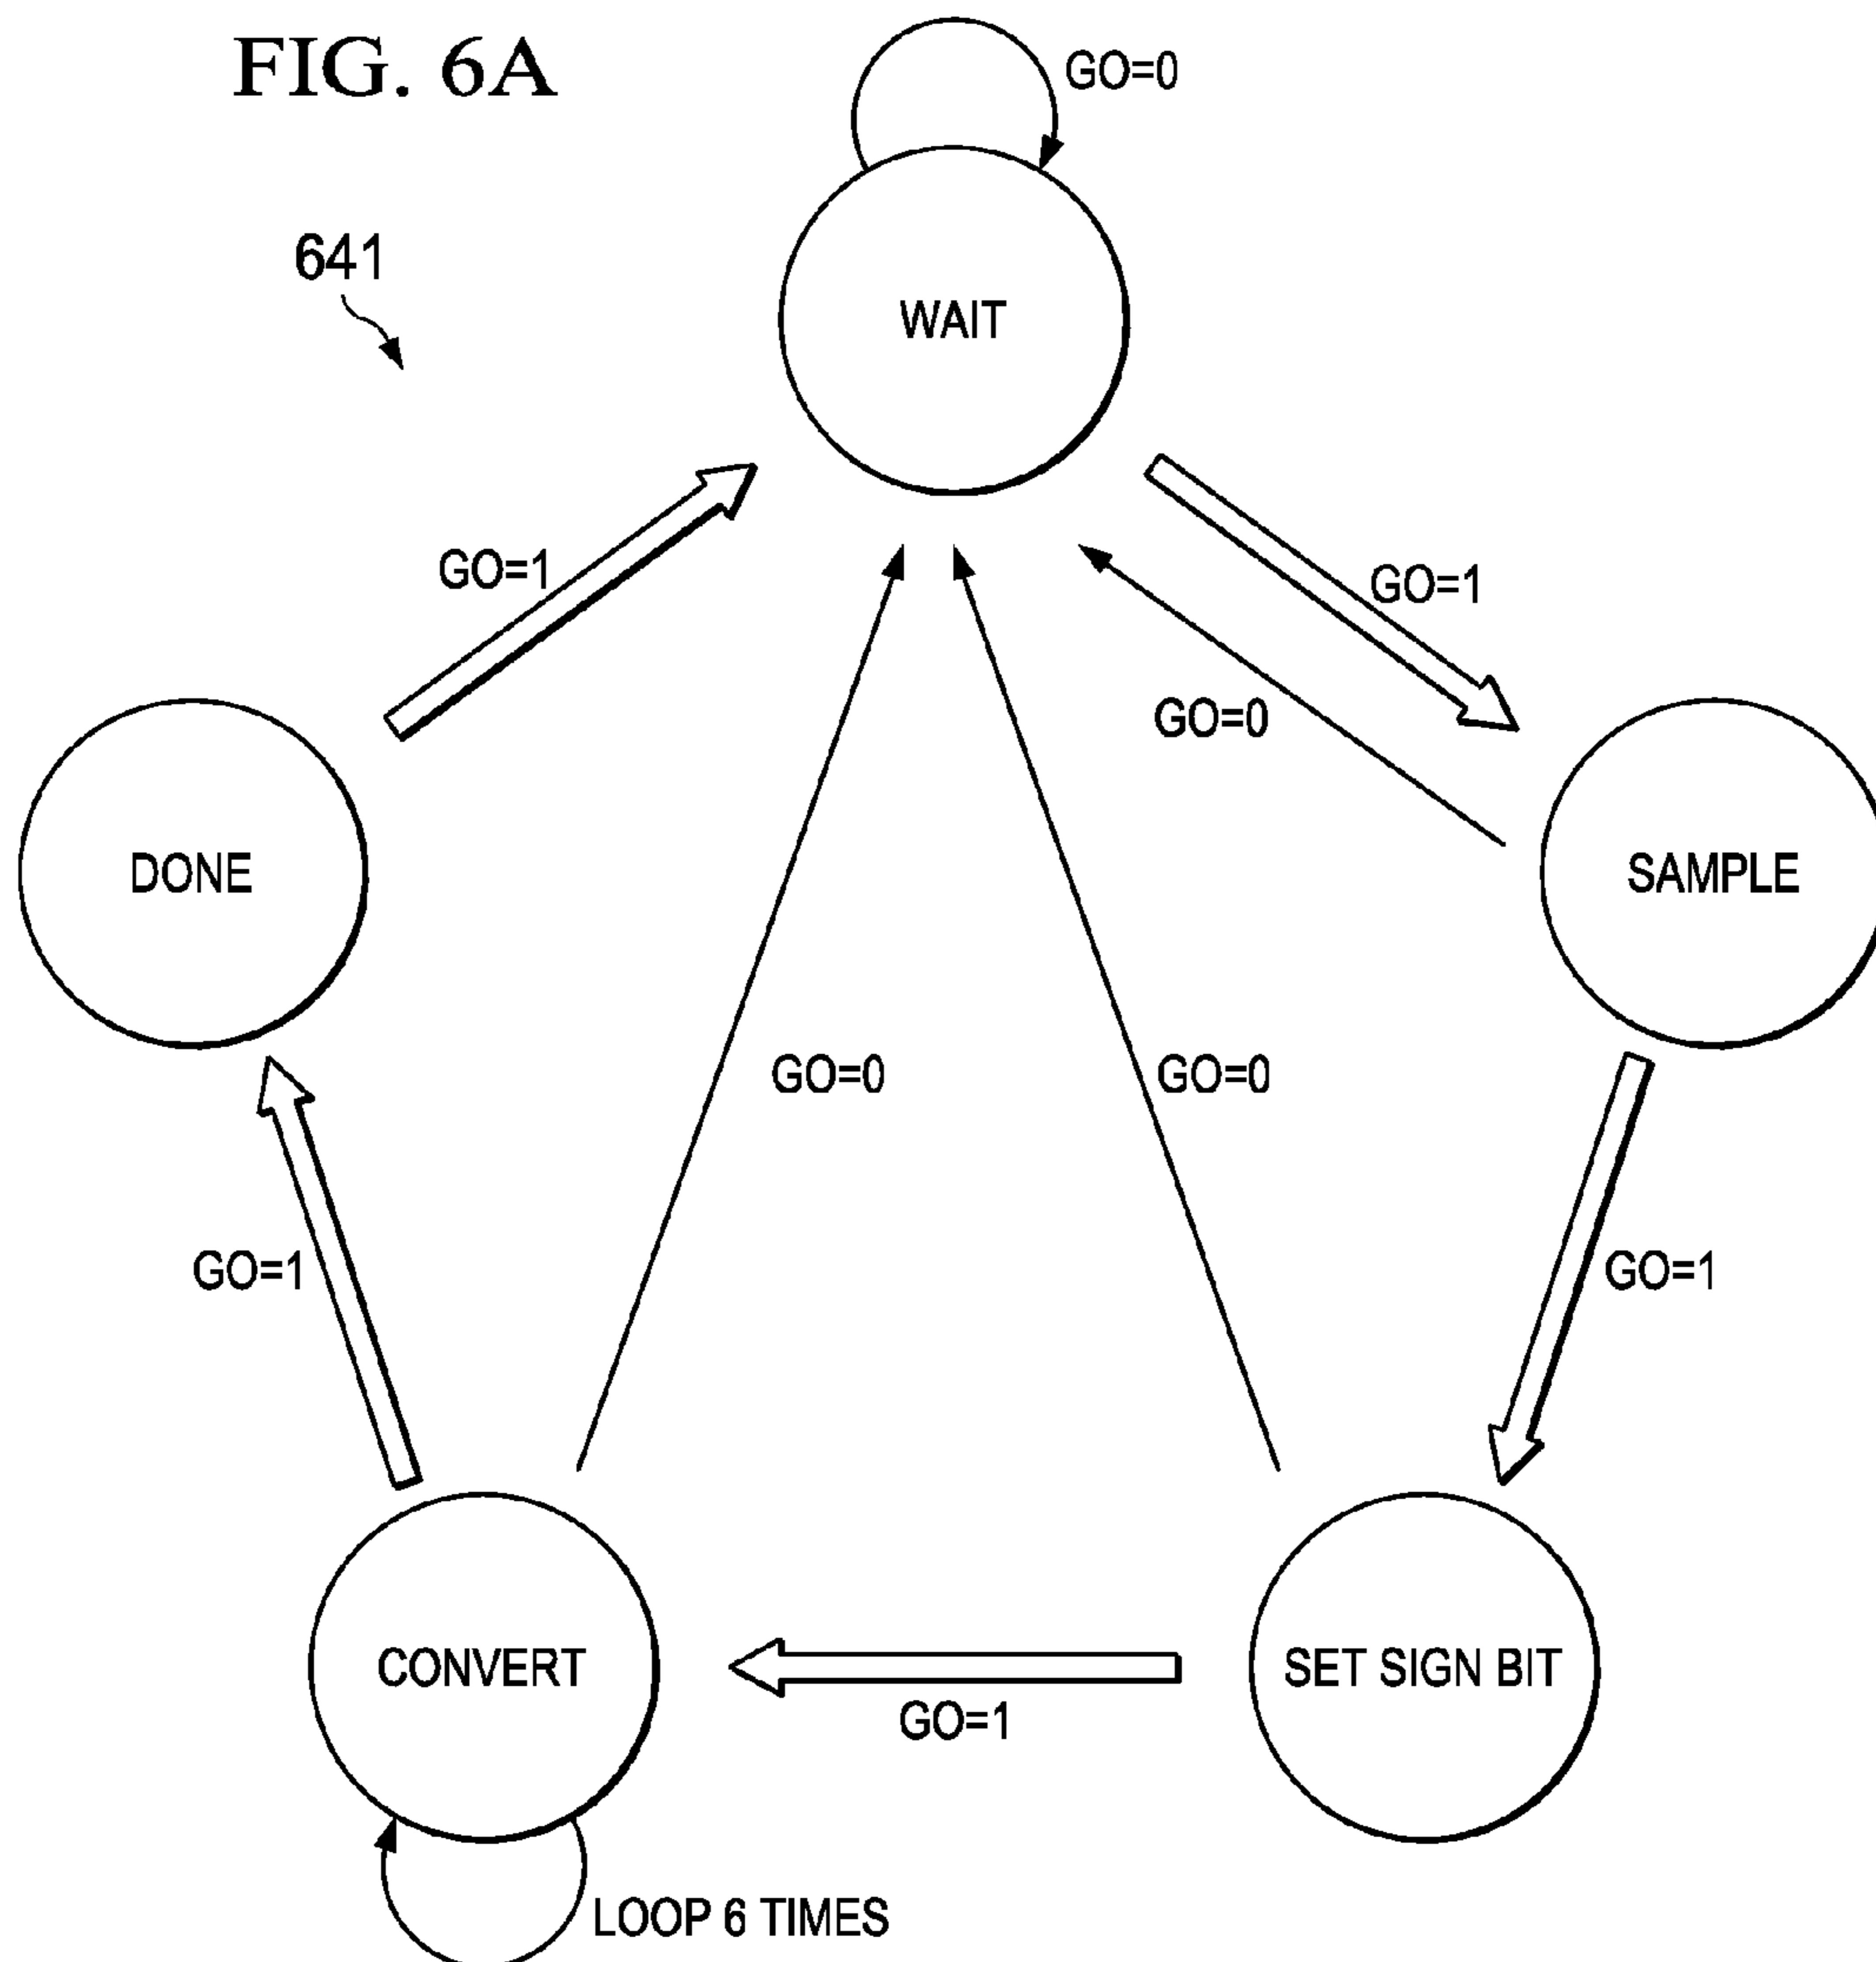 FIG. 6A
GO=0
641
WAIT
GO=1
GO=1
GO=0
DONE
SAMPLE
GO=0
GO=0
GO=1
GO=1
CONVERT
SET SIGN BIT
GO=1
LOOP 6 TIMES